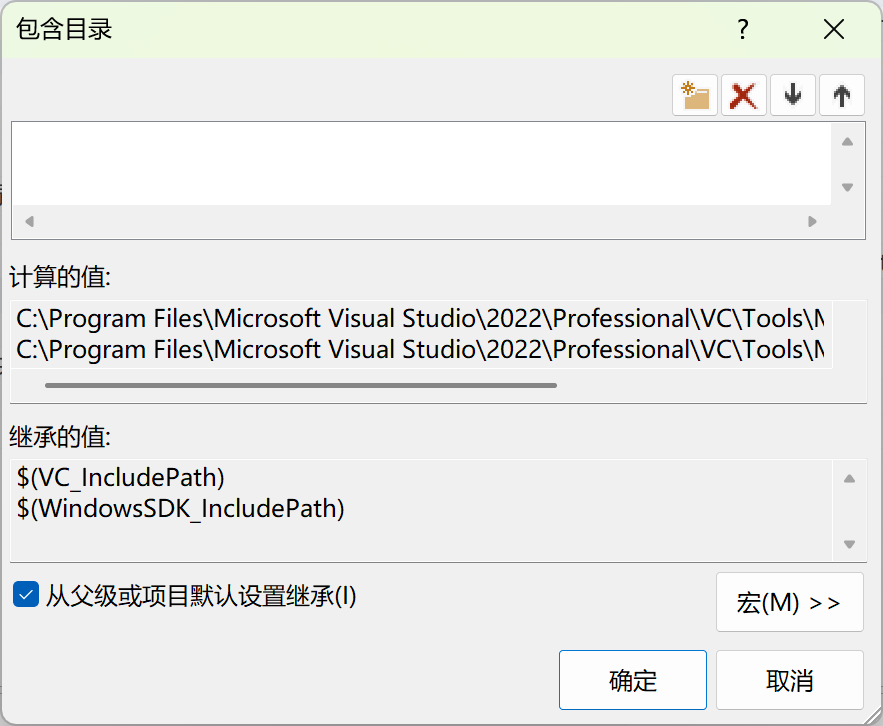 包含目录
?
计算的值:
C:\Program Files\Microsoft Visual Studio\2022\Professional\VC\Tools\
C:\Program Files\Microsoft Visual Studio\2022\Professional\VC\Tools\
继承的值:
$(VC_IncludePath)
$(WindowsSDK_IncludePath)
从父级或项目默认设置继承(I)
宏(M) >>
确定
取消